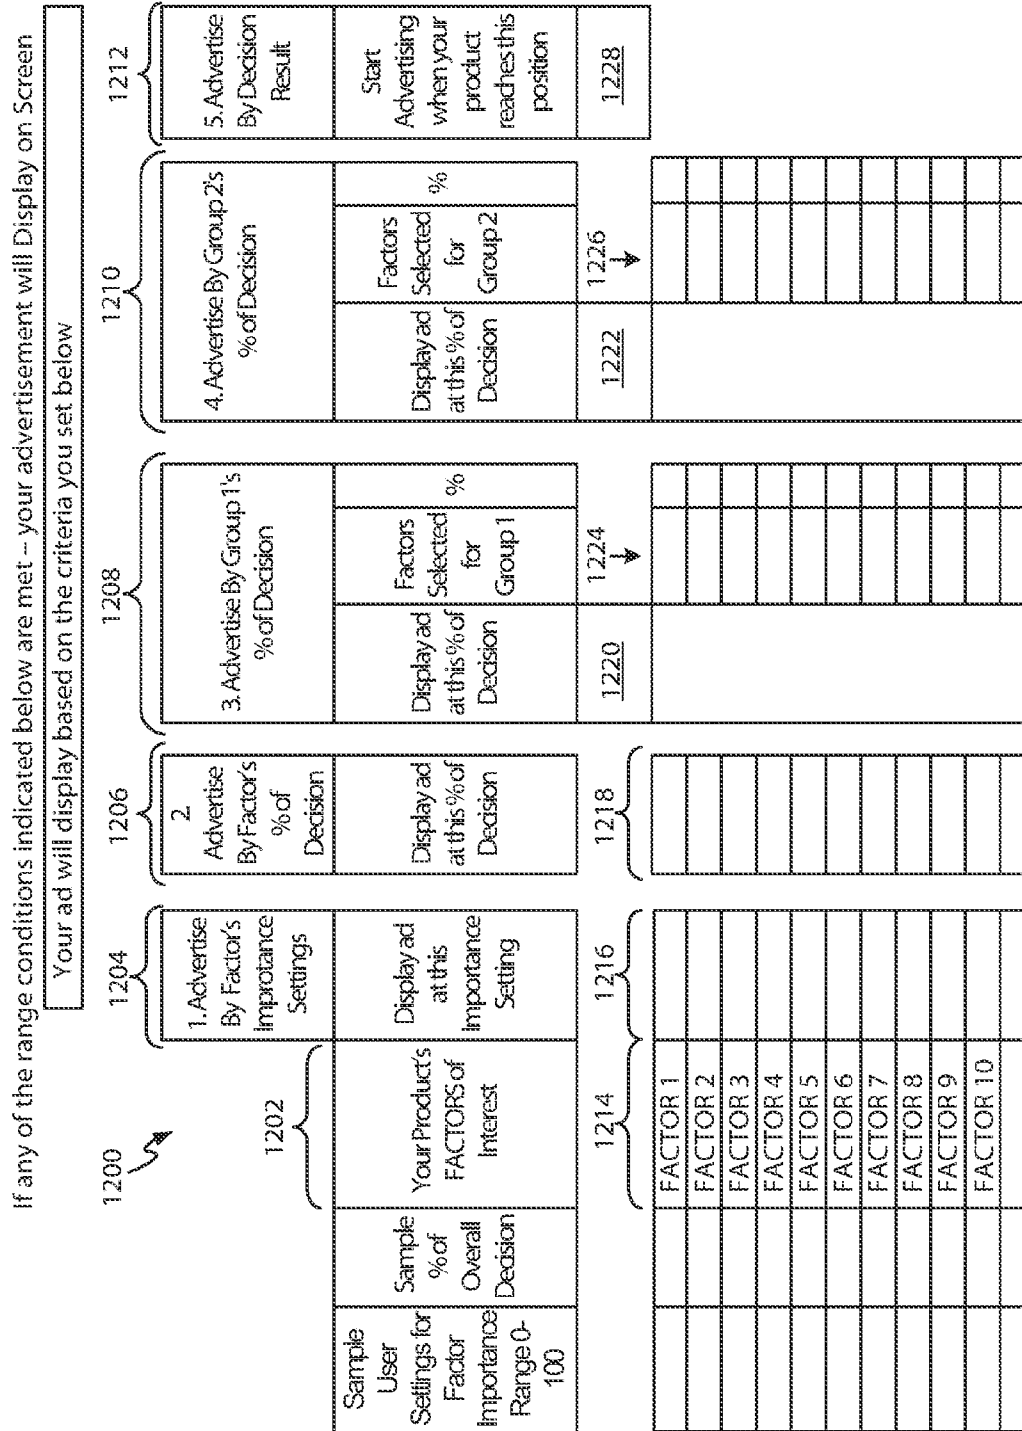 If any of the range conditions indicated below are met – your advertisement will Display on Screen
Your ad will display based on the criteria you set below
1200
1202
1204
1206
1208
1210
1212
1. Advertise
By Factor's
Improtance
Settings
2.
Advertise
By Factor's
% of
Decision
3. Advertise By Group 1's
% of Decision
4. Advertise By Group 2's
% of Decision
5. Advertise
By Decision
Result
Sample
User
Settings for
Factor
Importance
Range 0-
100
Sample
% of
Overall
Decision
Your Product's
FACTORS of
Interest
Display ad
at this
Importance
Setting
Display ad
at this % of
Decision
Display ad
at this % of
Decision
Factors
Selected
for
Group 1
%
Display ad
at this % of
Decision
Factors
Selected
for
Group 2
%
Start
Advertising
when your
product
reaches this
position
1214
1216
1218
1220
1224
1222
1226
1228
FACTOR 1
FACTOR 2
FACTOR 3
FACTOR 4
FACTOR 5
FACTOR 6
FACTOR 7
FACTOR 8
FACTOR 9
FACTOR 10